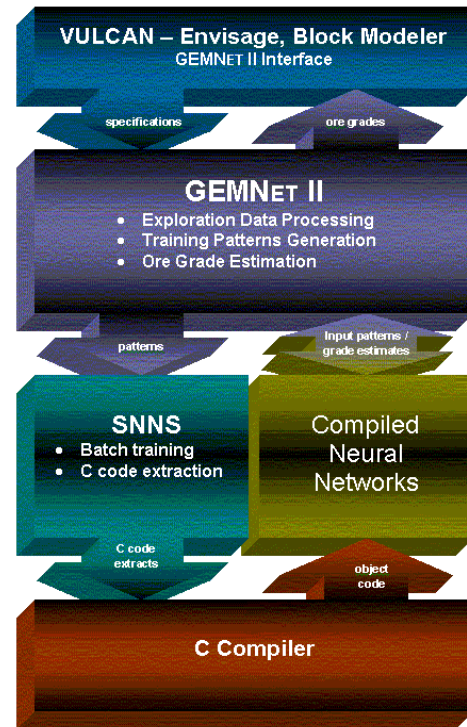 VULCAN – Envisage, Block Modeler
GEMNET II Interface
specifications
ore grades
GEMNET II
• Exploration Data Processing
• Training Patterns Generation
• Ore Grade Estimation
patterns
Input patterns /
grade estimates
SNNS
• Batch training
• C code extraction
Compiled
Neural
Networks
C code
extracts
object
code
C Compiler